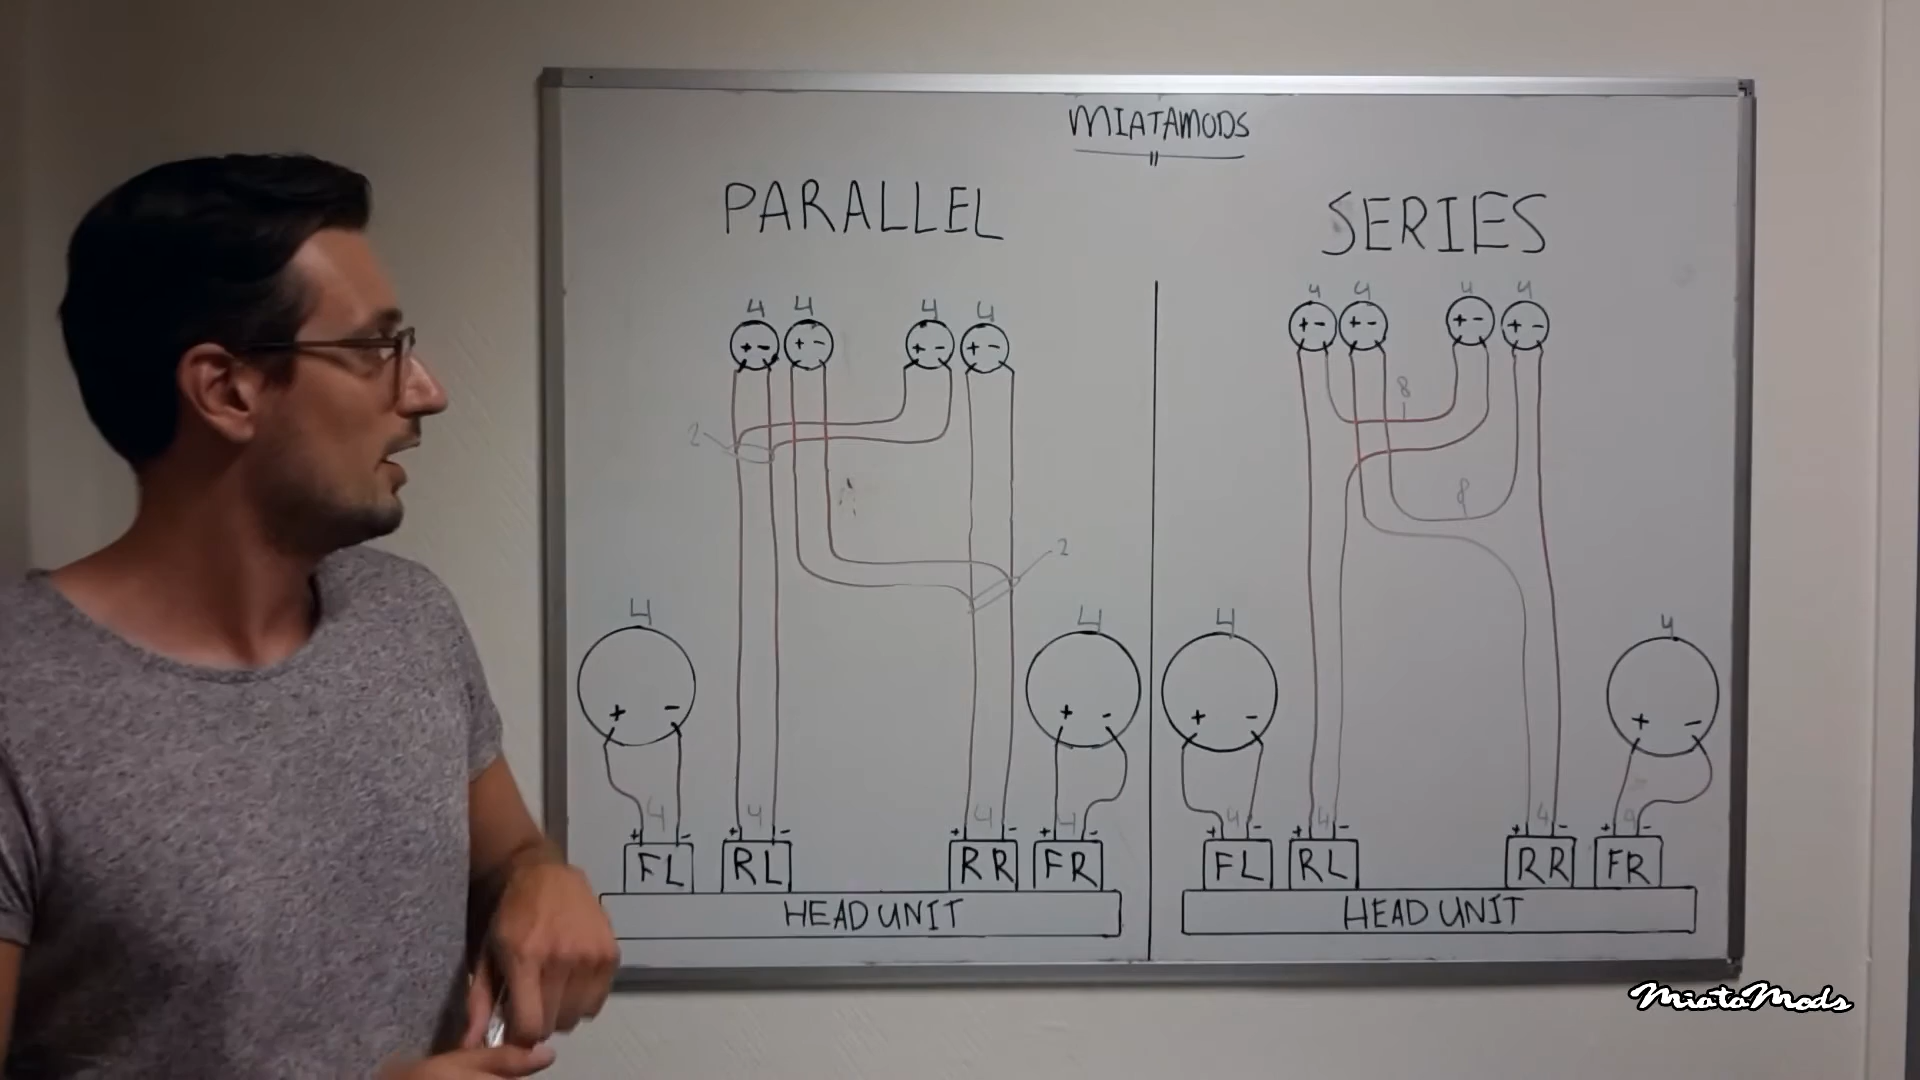 MIATAMODS
PARALLEL
4 4 4 4
+ - + - + - + -
2
2
4 4
+ - + -
4 4 4 4
+ - + - + - + -
FL RL RR FR
HEAD UNIT
SERIES
4 4 4 4
+ - + - + - + -
8
8
4 4
+ - + -
4 4 4 4
+ - + - + - + -
FL RL RR FR
HEAD UNIT
MiataMods